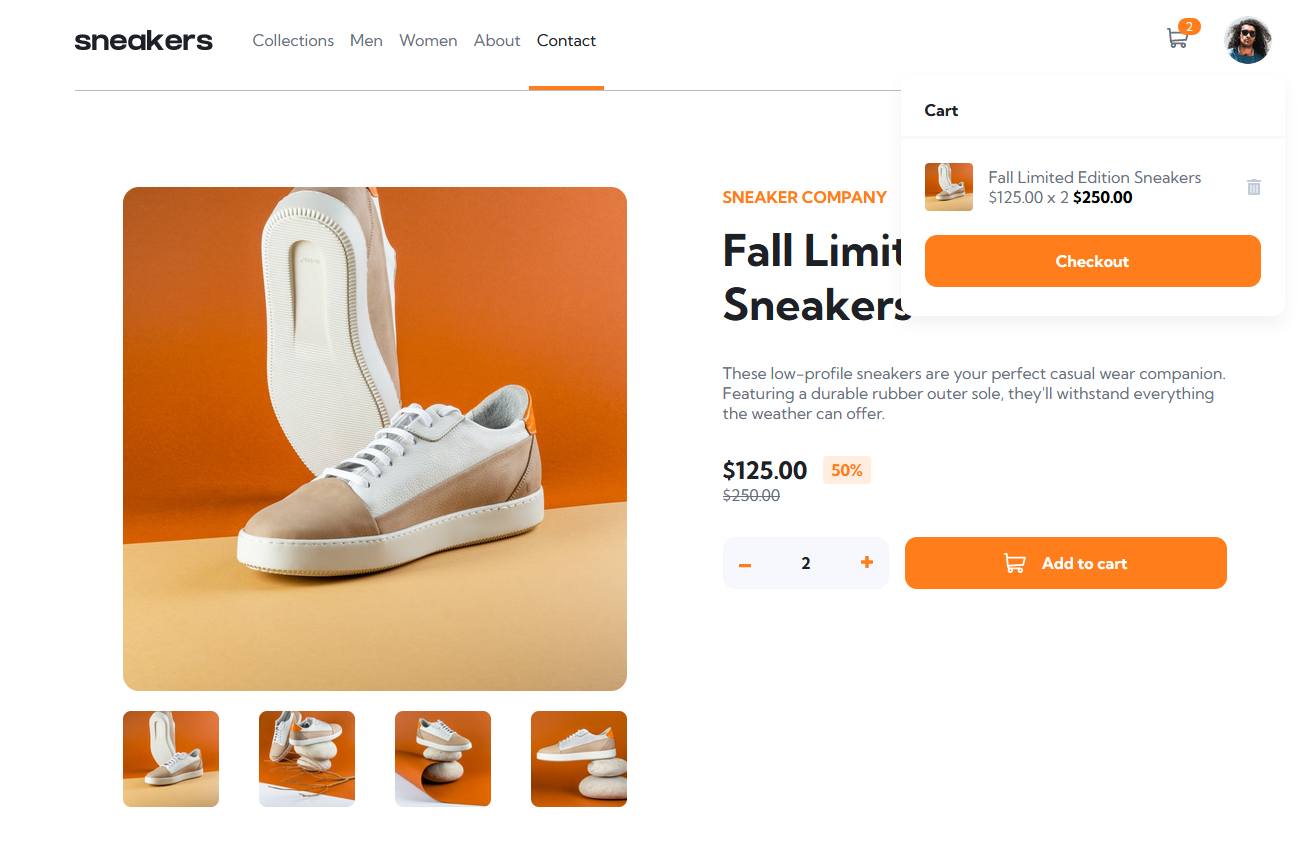 sneakers
Collections Men Women About Contact
2
Cart
Fall Limited Edition Sneakers
$125.00 x 2 $250.00
Checkout
SNEAKER COMPANY
Fall Limit
Sneakers
These low-profile sneakers are your perfect casual wear companion.
Featuring a durable rubber outer sole, they'll withstand everything
the weather can offer.
$125.00 50%
$250.00
2
Add to cart